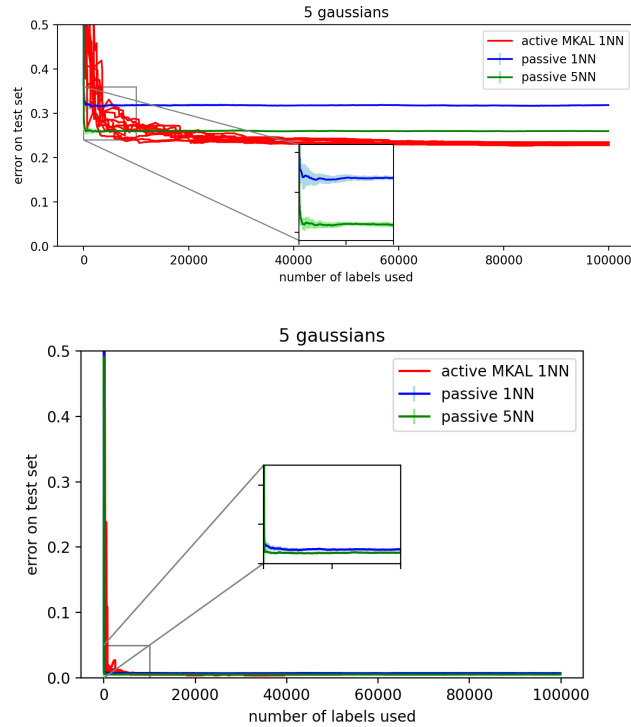 5 gaussians
0.5
0.4
0.3
0.2
0.1
0.0
error on test set
active MKAL 1NN
passive 1NN
passive 5NN
0 20000 40000 60000 80000 100000
number of labels used
5 gaussians
0.5
0.4
0.3
0.2
0.1
0.0
error on test set
active MKAL 1NN
passive 1NN
passive 5NN
0 20000 40000 60000 80000 100000
number of labels used